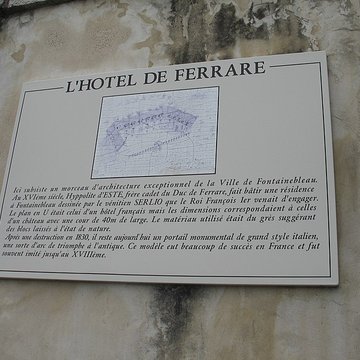 L'HOTEL DE FERRARE
Ici subsiste un morceau d'architecture exceptionnel de la Ville de Fontainebleau.
Au XVIème siècle, Hyppolite d'ESTE, frère cadet du Duc de Ferrare, fait bâtir une résidence
à Fontainebleau dessinée par le vénitien SERLIO que le Roi François Ier venait d'engager.
Le plan en U était celui d'un hôtel français mais les dimensions correspondaient à celles
d'un château avec une cour de 40m de large. Le matériau utilisé était du grès suggérant
des blocs laissés à l'état de nature.
Après une destruction en 1830, il reste aujourd'hui un portail monumental de grand style italien,
une sorte d'arc de triomphe à l'antique. Ce modèle eut beaucoup de succès en France et fut
souvent imité jusqu'au XVIIIème.